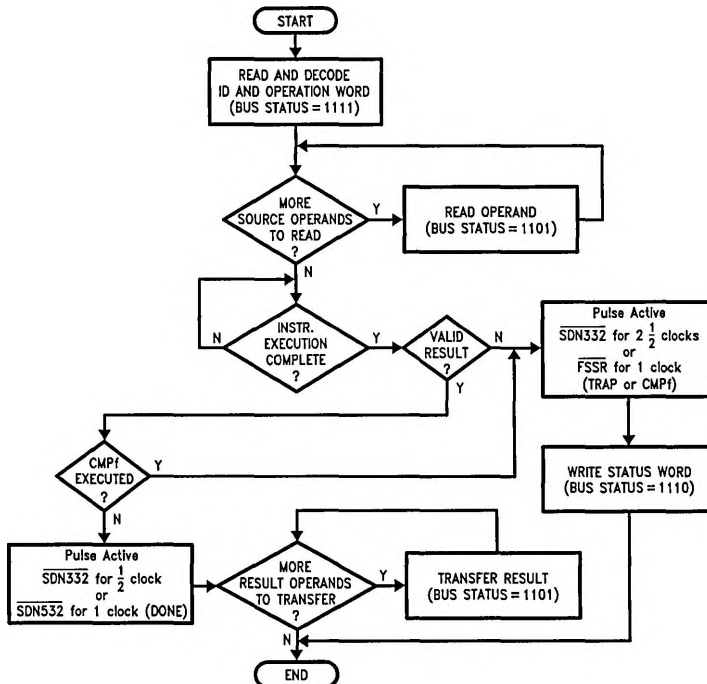 START
READ AND DECODE
ID AND OPERATION WORD
(BUS STATUS = 1111)
MORE
SOURCE OPERANDS
TO READ
?
Y
READ OPERAND
(BUS STATUS = 1101)
N
INSTR.
EXECUTION
COMPLETE
?
N
Y
VALID
RESULT
?
N
Y
Pulse Active
SDN332 for 2 1/2 clocks
or
FSSR for 1 clock
(TRAP or CMPf)
CMPf
EXECUTED
?
Y
N
WRITE STATUS WORD
(BUS STATUS = 1110)
Pulse Active
SDN332 for 1/2 clock
or
SDN532 for 1 clock (DONE)
MORE
RESULT OPERANDS
TO TRANSFER
?
Y
TRANSFER RESULT
(BUS STATUS = 1101)
N
END